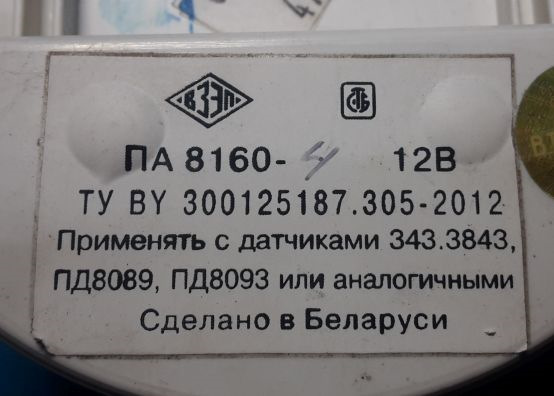 ВЗЭП СТБ
ПА 8160-4 12В
ТУ BY 300125187.305-2012
Применять с датчиками 343.3843,
ПД8089, ПД8093 или аналогичными
Сделано в Беларуси